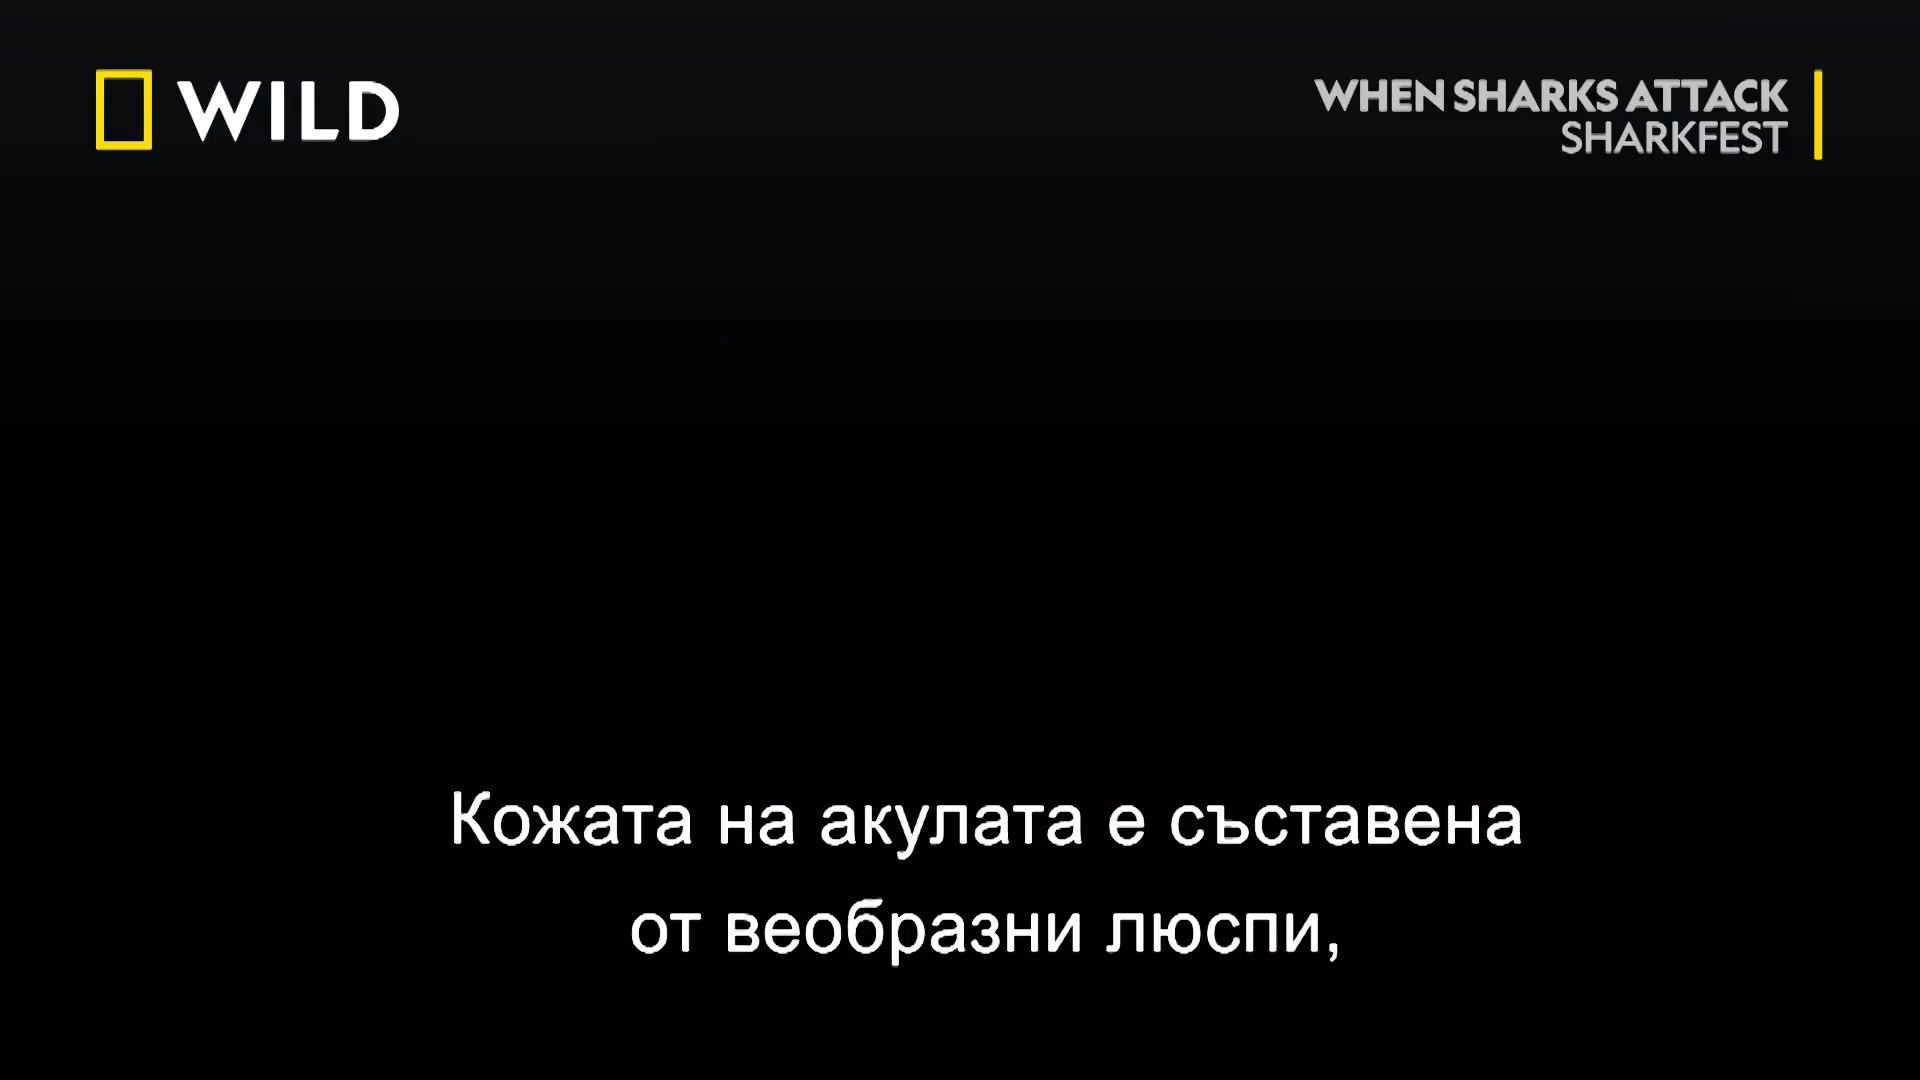 WILD
WHEN SHARKS ATTACK
SHARKFEST
Кожата на акулата е съставена
от веобразни люспи,